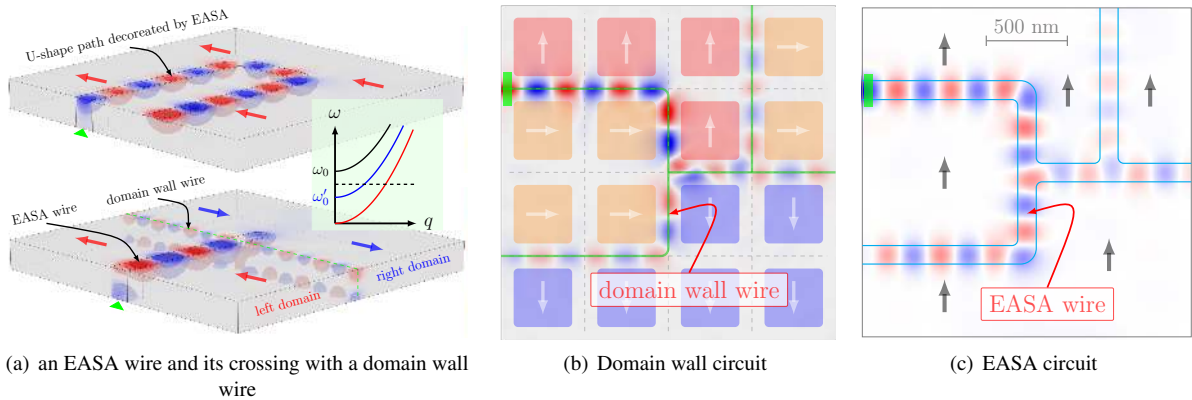 U-shape path decoreated by EASA
ω
ω₀
ω₀′
q
domain wall wire
EASA wire
right domain
left domain
(a) an EASA wire and its crossing with a domain wall
wire
domain wall wire
(b) Domain wall circuit
500 nm
EASA wire
(c) EASA circuit